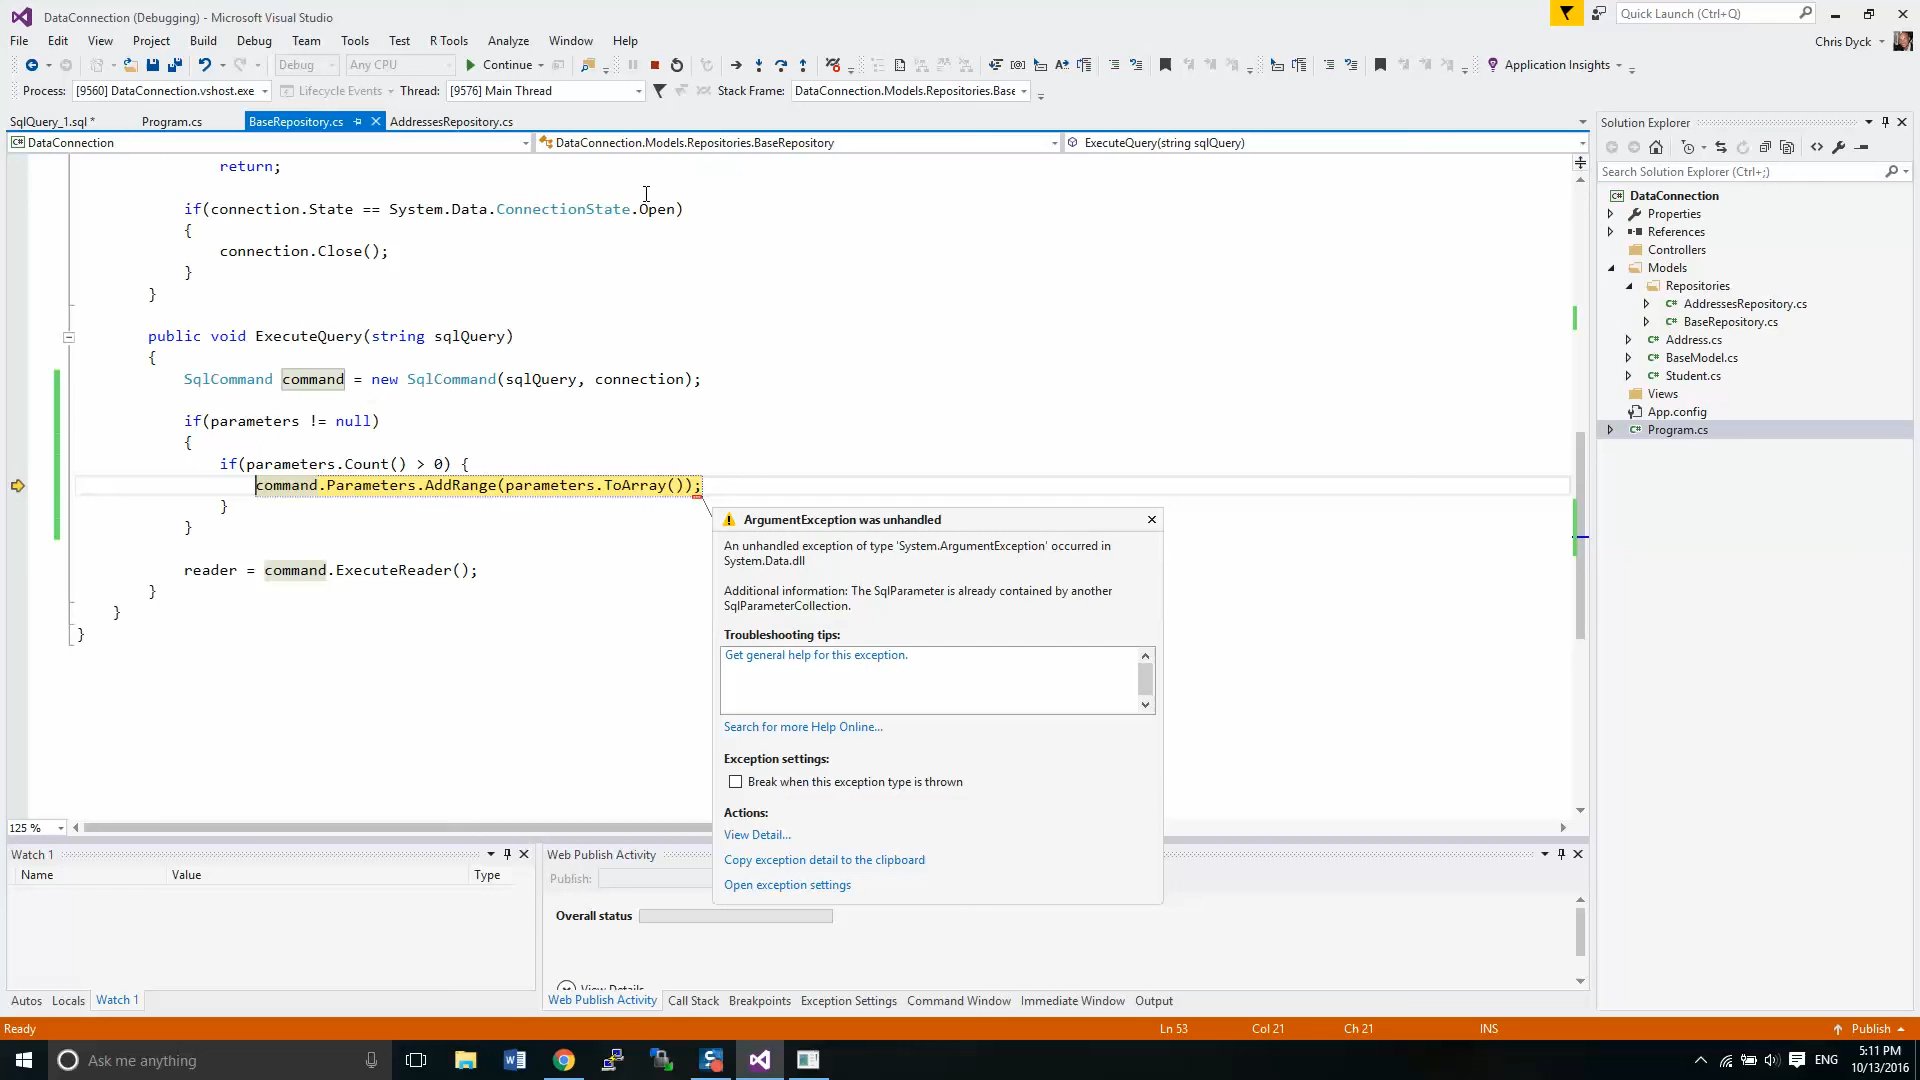 DataConnection (Debugging) - Microsoft Visual Studio
Quick Launch (Ctrl+Q)
File Edit View Project Build Debug Team Tools Test R Tools Analyze Window Help
Chris Dyck
Debug Any CPU Continue Application Insights
Process: [9560] DataConnection.vshost.exe Lifecycle Events Thread: [9576] Main Thread Stack Frame: DataConnection.Models.Repositories.Base
SqlQuery_1.sql * Program.cs BaseRepository.cs AddressesRepository.cs
DataConnection DataConnection.Models.Repositories.BaseRepository ExecuteQuery(string sqlQuery)
return;
if(connection.State == System.Data.ConnectionState.Open)
{
connection.Close();
}
}
public void ExecuteQuery(string sqlQuery)
{
SqlCommand command = new SqlCommand(sqlQuery, connection);
if(parameters != null)
{
if(parameters.Count() > 0) {
command.Parameters.AddRange(parameters.ToArray());
}
}
reader = command.ExecuteReader();
}
}
}
ArgumentException was unhandled
An unhandled exception of type 'System.ArgumentException' occurred in
System.Data.dll
Additional information: The SqlParameter is already contained by another
SqlParameterCollection.
Troubleshooting tips:
Get general help for this exception.
Search for more Help Online...
Exception settings:
Break when this exception type is thrown
Actions:
View Detail...
Copy exception detail to the clipboard
Open exception settings
Solution Explorer
Search Solution Explorer (Ctrl+;)
DataConnection
Properties
References
Controllers
Models
Repositories
AddressesRepository.cs
BaseRepository.cs
Address.cs
BaseModel.cs
Student.cs
Views
App.config
Program.cs
125 %
Watch 1
Name Value Type
Autos Locals Watch 1
Web Publish Activity
Publish:
Overall status
View Details
Web Publish Activity Call Stack Breakpoints Exception Settings Command Window Immediate Window Output
Ready Ln 53 Col 21 Ch 21 INS Publish
Ask me anything
ENG
5:11 PM
10/13/2016